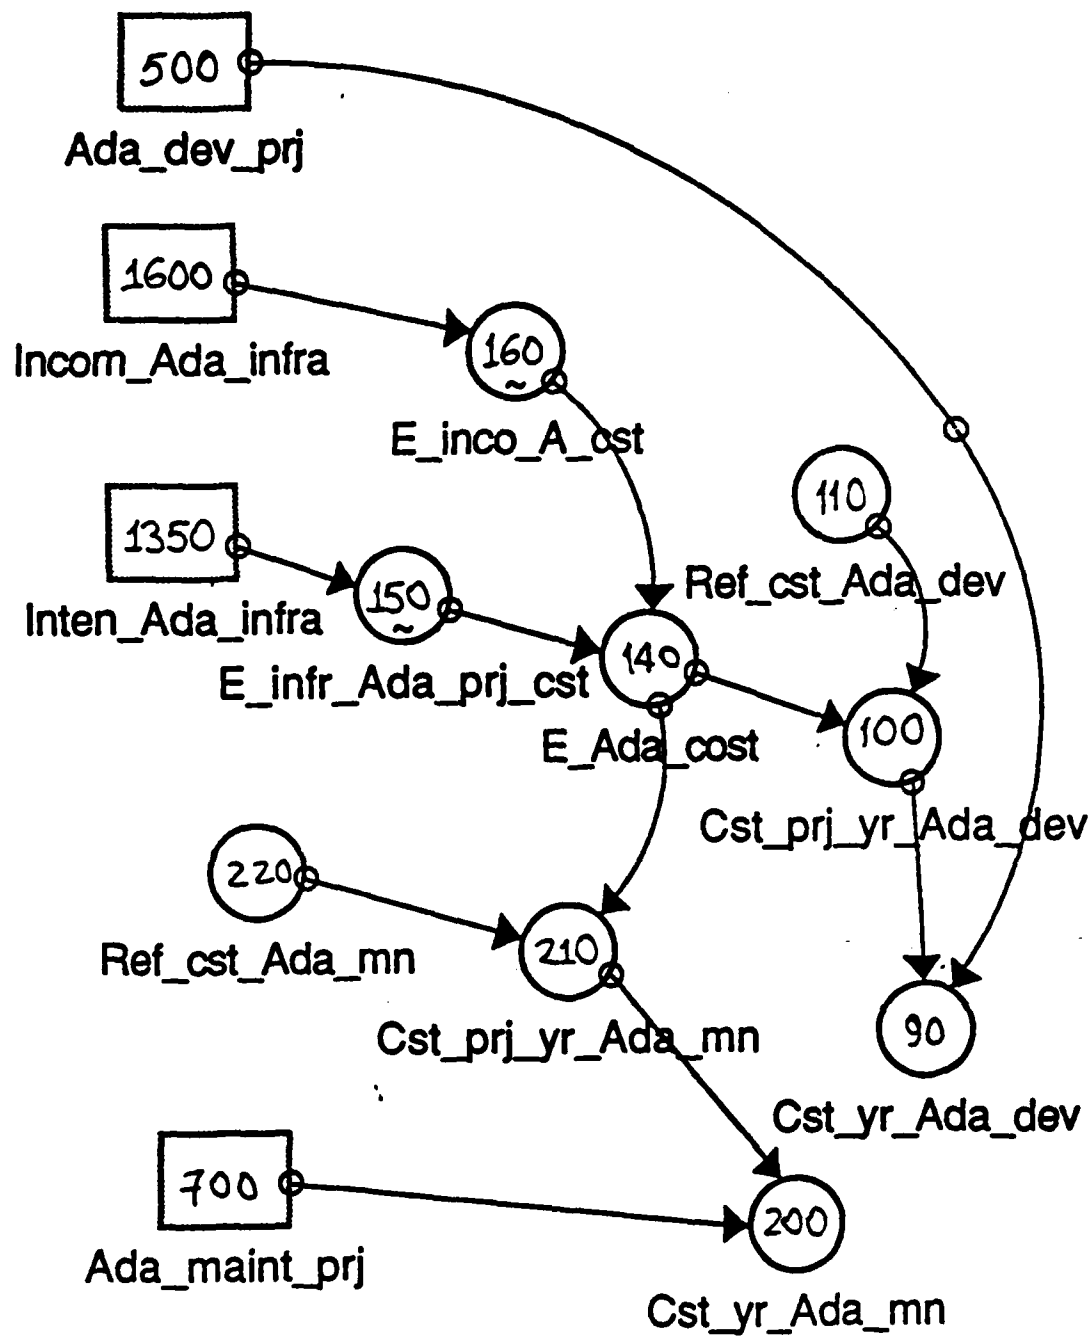 500
Ada_dev_prj
1600
Incom_Ada_infra
160
~
E_inco_A_cst
110
Ref_cst_Ada_dev
1350
Inten_Ada_infra
150
~
E_infr_Ada_prj_cst
140
E_Ada_cost
100
Cst_prj_yr_Ada_dev
220
Ref_cst_Ada_mn
210
Cst_prj_yr_Ada_mn
90
Cst_yr_Ada_dev
700
Ada_maint_prj
200
Cst_yr_Ada_mn